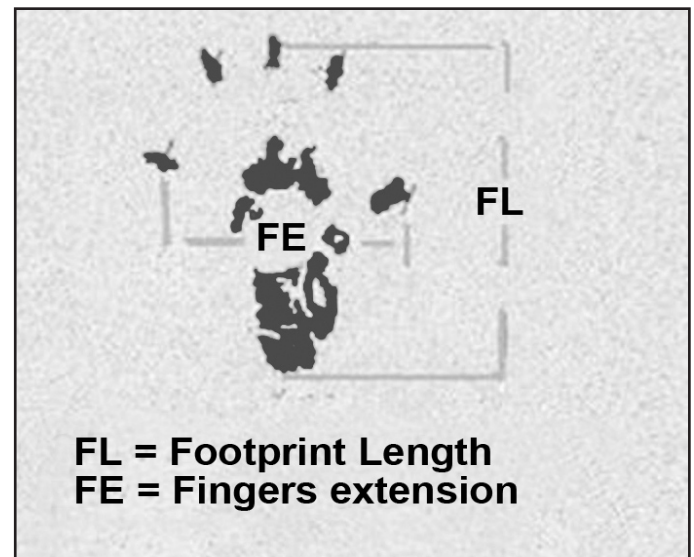 FL
FE
FL = Footprint Length
FE = Fingers extension